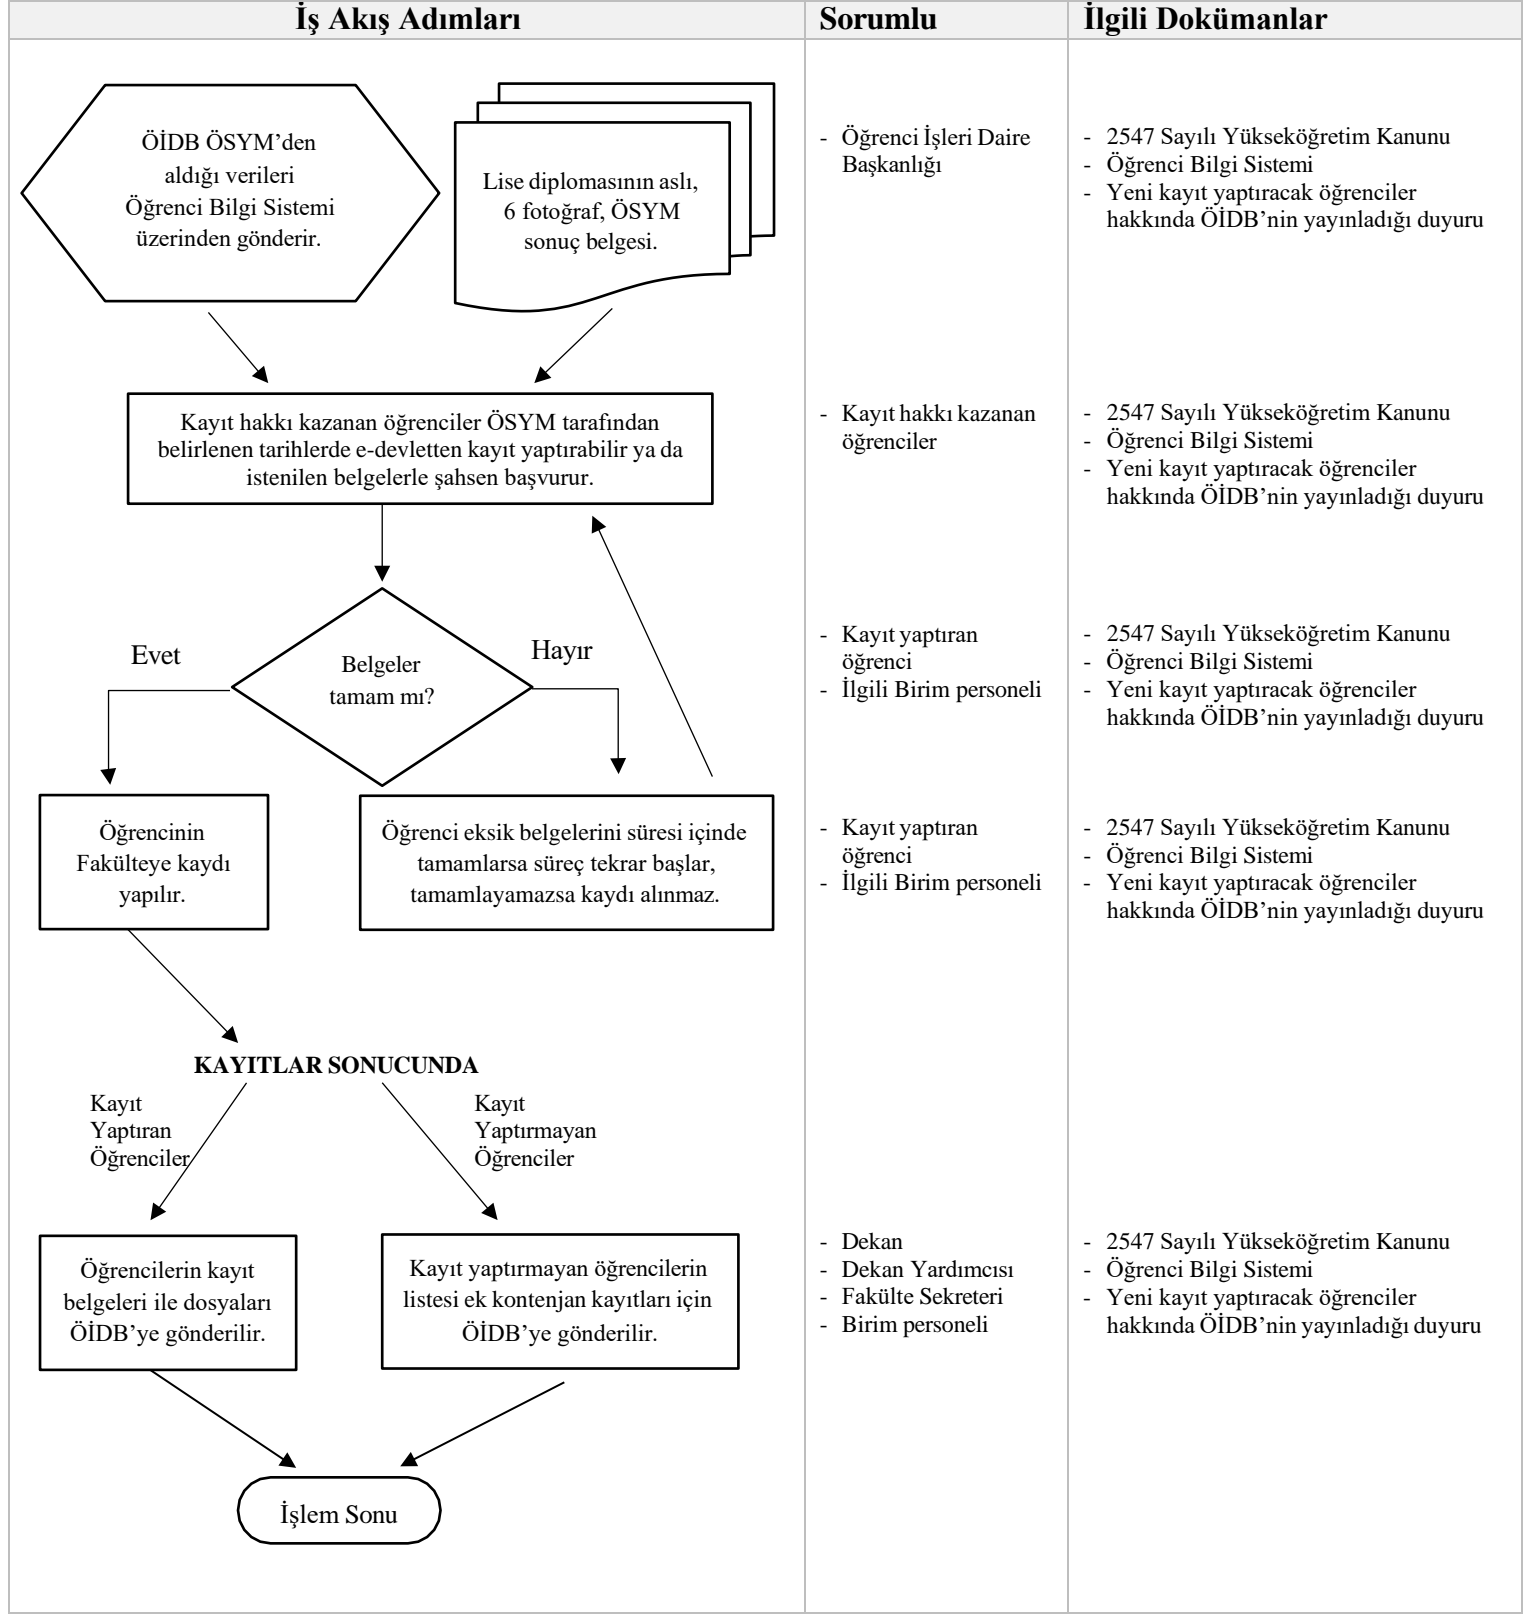 İş Akış Adımları
Sorumlu
İlgili Dokümanlar
ÖİDB ÖSYM’den
aldığı verileri
Öğrenci Bilgi Sistemi
üzerinden gönderir.
Lise diplomasının aslı,
6 fotoğraf, ÖSYM
sonuç belgesi.
- Öğrenci İşleri Daire
Başkanlığı
- 2547 Sayılı Yükseköğretim Kanunu
- Öğrenci Bilgi Sistemi
- Yeni kayıt yaptıracak öğrenciler
hakkında ÖİDB’nin yayınladığı duyuru
Kayıt hakkı kazanan öğrenciler ÖSYM tarafından
belirlenen tarihlerde e-devletten kayıt yaptırabilir ya da
istenilen belgelerle şahsen başvurur.
- Kayıt hakkı kazanan
öğrenciler
- 2547 Sayılı Yükseköğretim Kanunu
- Öğrenci Bilgi Sistemi
- Yeni kayıt yaptıracak öğrenciler
hakkında ÖİDB’nin yayınladığı duyuru
Evet
Belgeler
tamam mı?
Hayır
- Kayıt yaptıran
öğrenci
- İlgili Birim personeli
- 2547 Sayılı Yükseköğretim Kanunu
- Öğrenci Bilgi Sistemi
- Yeni kayıt yaptıracak öğrenciler
hakkında ÖİDB’nin yayınladığı duyuru
Öğrencinin
Fakülteye kaydı
yapılır.
Öğrenci eksik belgelerini süresi içinde
tamamlarsa süreç tekrar başlar,
tamamlayamazsa kaydı alınmaz.
- Kayıt yaptıran
öğrenci
- İlgili Birim personeli
- 2547 Sayılı Yükseköğretim Kanunu
- Öğrenci Bilgi Sistemi
- Yeni kayıt yaptıracak öğrenciler
hakkında ÖİDB’nin yayınladığı duyuru
KAYITLAR SONUCUNDA
Kayıt
Yaptıran
Öğrenciler
Kayıt
Yaptırmayan
Öğrenciler
Öğrencilerin kayıt
belgeleri ile dosyaları
ÖİDB’ye gönderilir.
Kayıt yaptırmayan öğrencilerin
listesi ek kontenjan kayıtları için
ÖİDB’ye gönderilir.
- Dekan
- Dekan Yardımcısı
- Fakülte Sekreteri
- Birim personeli
- 2547 Sayılı Yükseköğretim Kanunu
- Öğrenci Bilgi Sistemi
- Yeni kayıt yaptıracak öğrenciler
hakkında ÖİDB’nin yayınladığı duyuru
İşlem Sonu